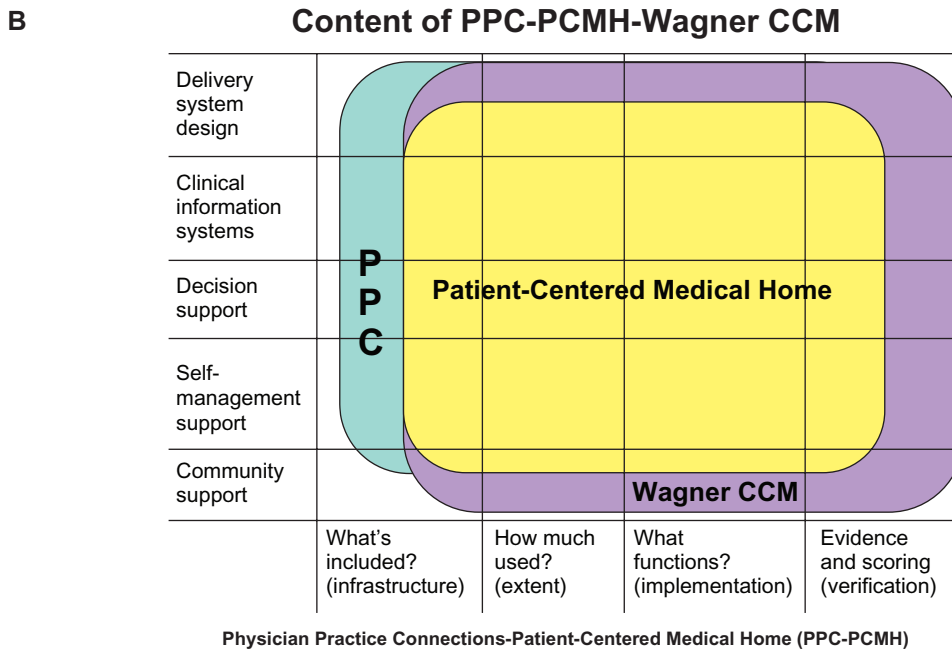 B
Content of PPC-PCMH-Wagner CCM
Delivery
system
design
Clinical
information
systems
Decision
support
Self-
management
support
Community
support
P
P
C
Patient-Centered Medical Home
Wagner CCM
What's
included?
(infrastructure)
How much
used?
(extent)
What
functions?
(implementation)
Evidence
and scoring
(verification)
Physician Practice Connections-Patient-Centered Medical Home (PPC-PCMH)